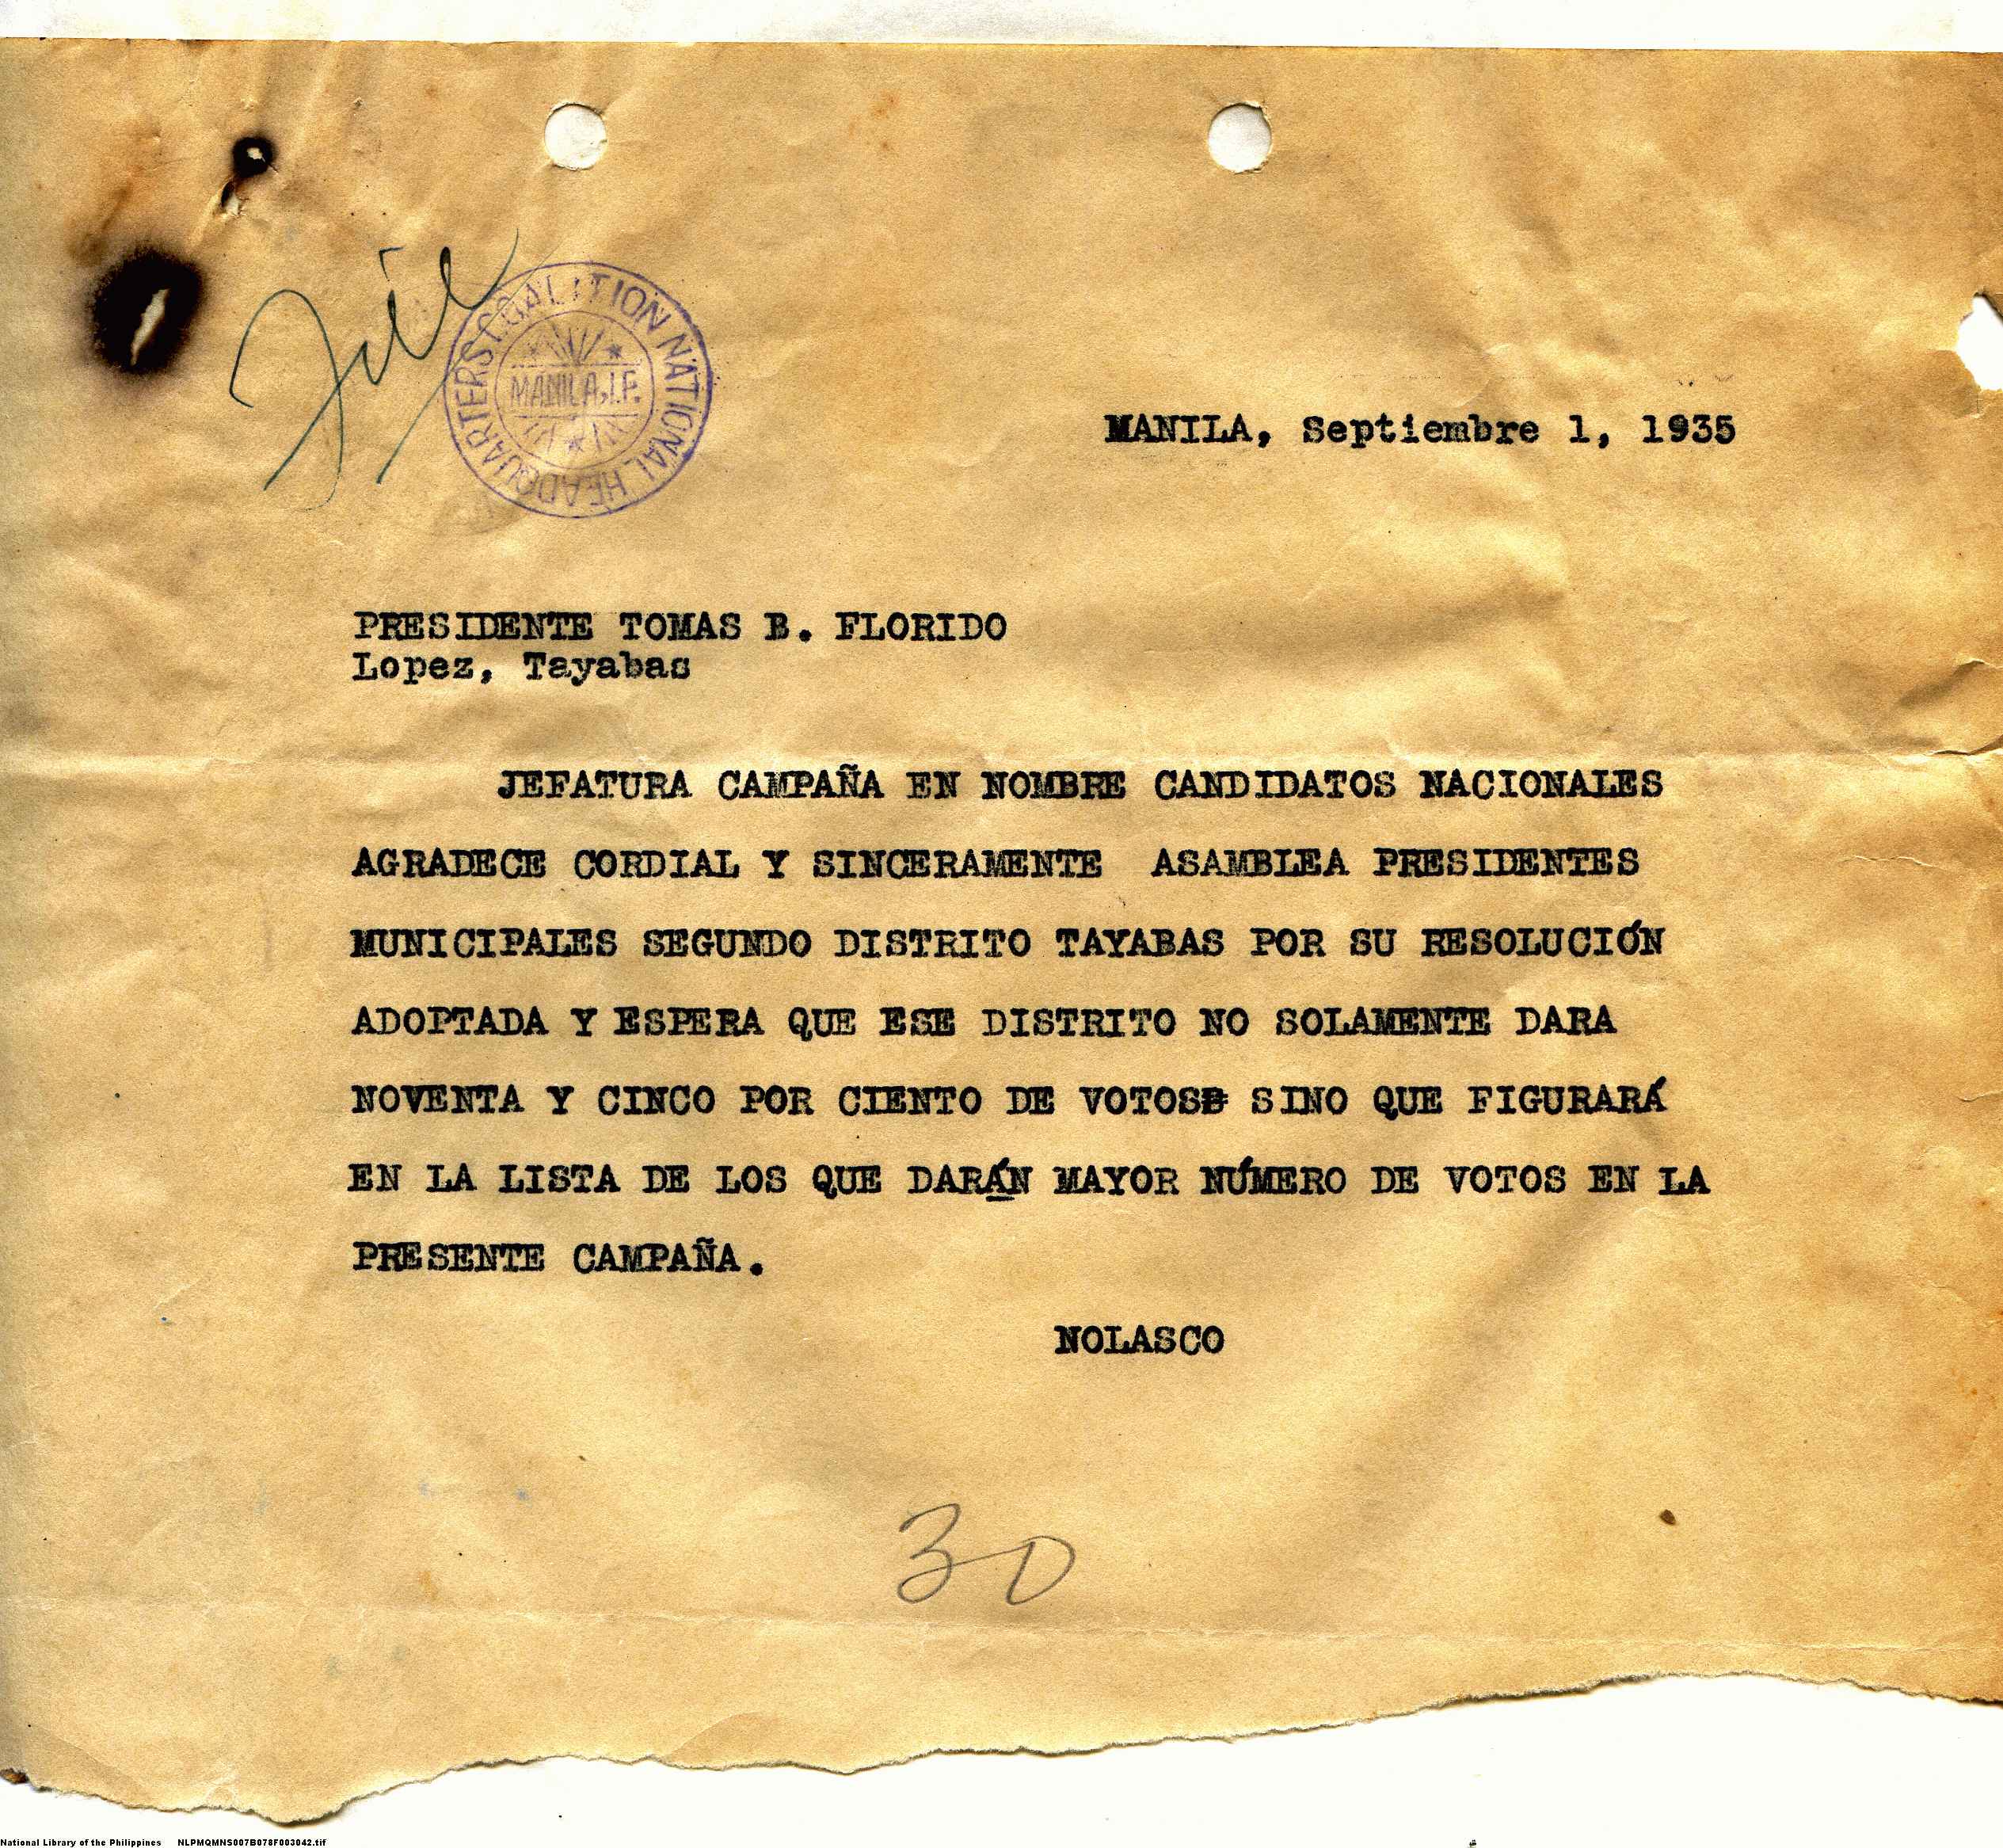 File
COALITION NATIONAL HEADQUARTERS
MANILA, P.I.
MANILA, Septiembre 1, 1935
PRESIDENTE TOMAS B. FLORIDO
Lopez, Tayabas
JEFATURA CAMPAÑA EN NOMBRE CANDIDATOS NACIONALES
AGRADECE CORDIAL Y SINCERAMENTE ASAMBLEA PRESIDENTES
MUNICIPALES SEGUNDO DISTRITO TAYABAS POR SU RESOLUCIÓN
ADOPTADA Y ESPERA QUE ESE DISTRITO NO SOLAMENTE DARA
NOVENTA Y CINCO POR CIENTO DE VOTOS SINO QUE FIGURARÁ
EN LA LISTA DE LOS QUE DARÁN MAYOR NÚMERO DE VOTOS EN LA
PRESENTE CAMPAÑA.
NOLASCO
30
National Library of the Philippines NLPMQMNS007B078F003042.tif